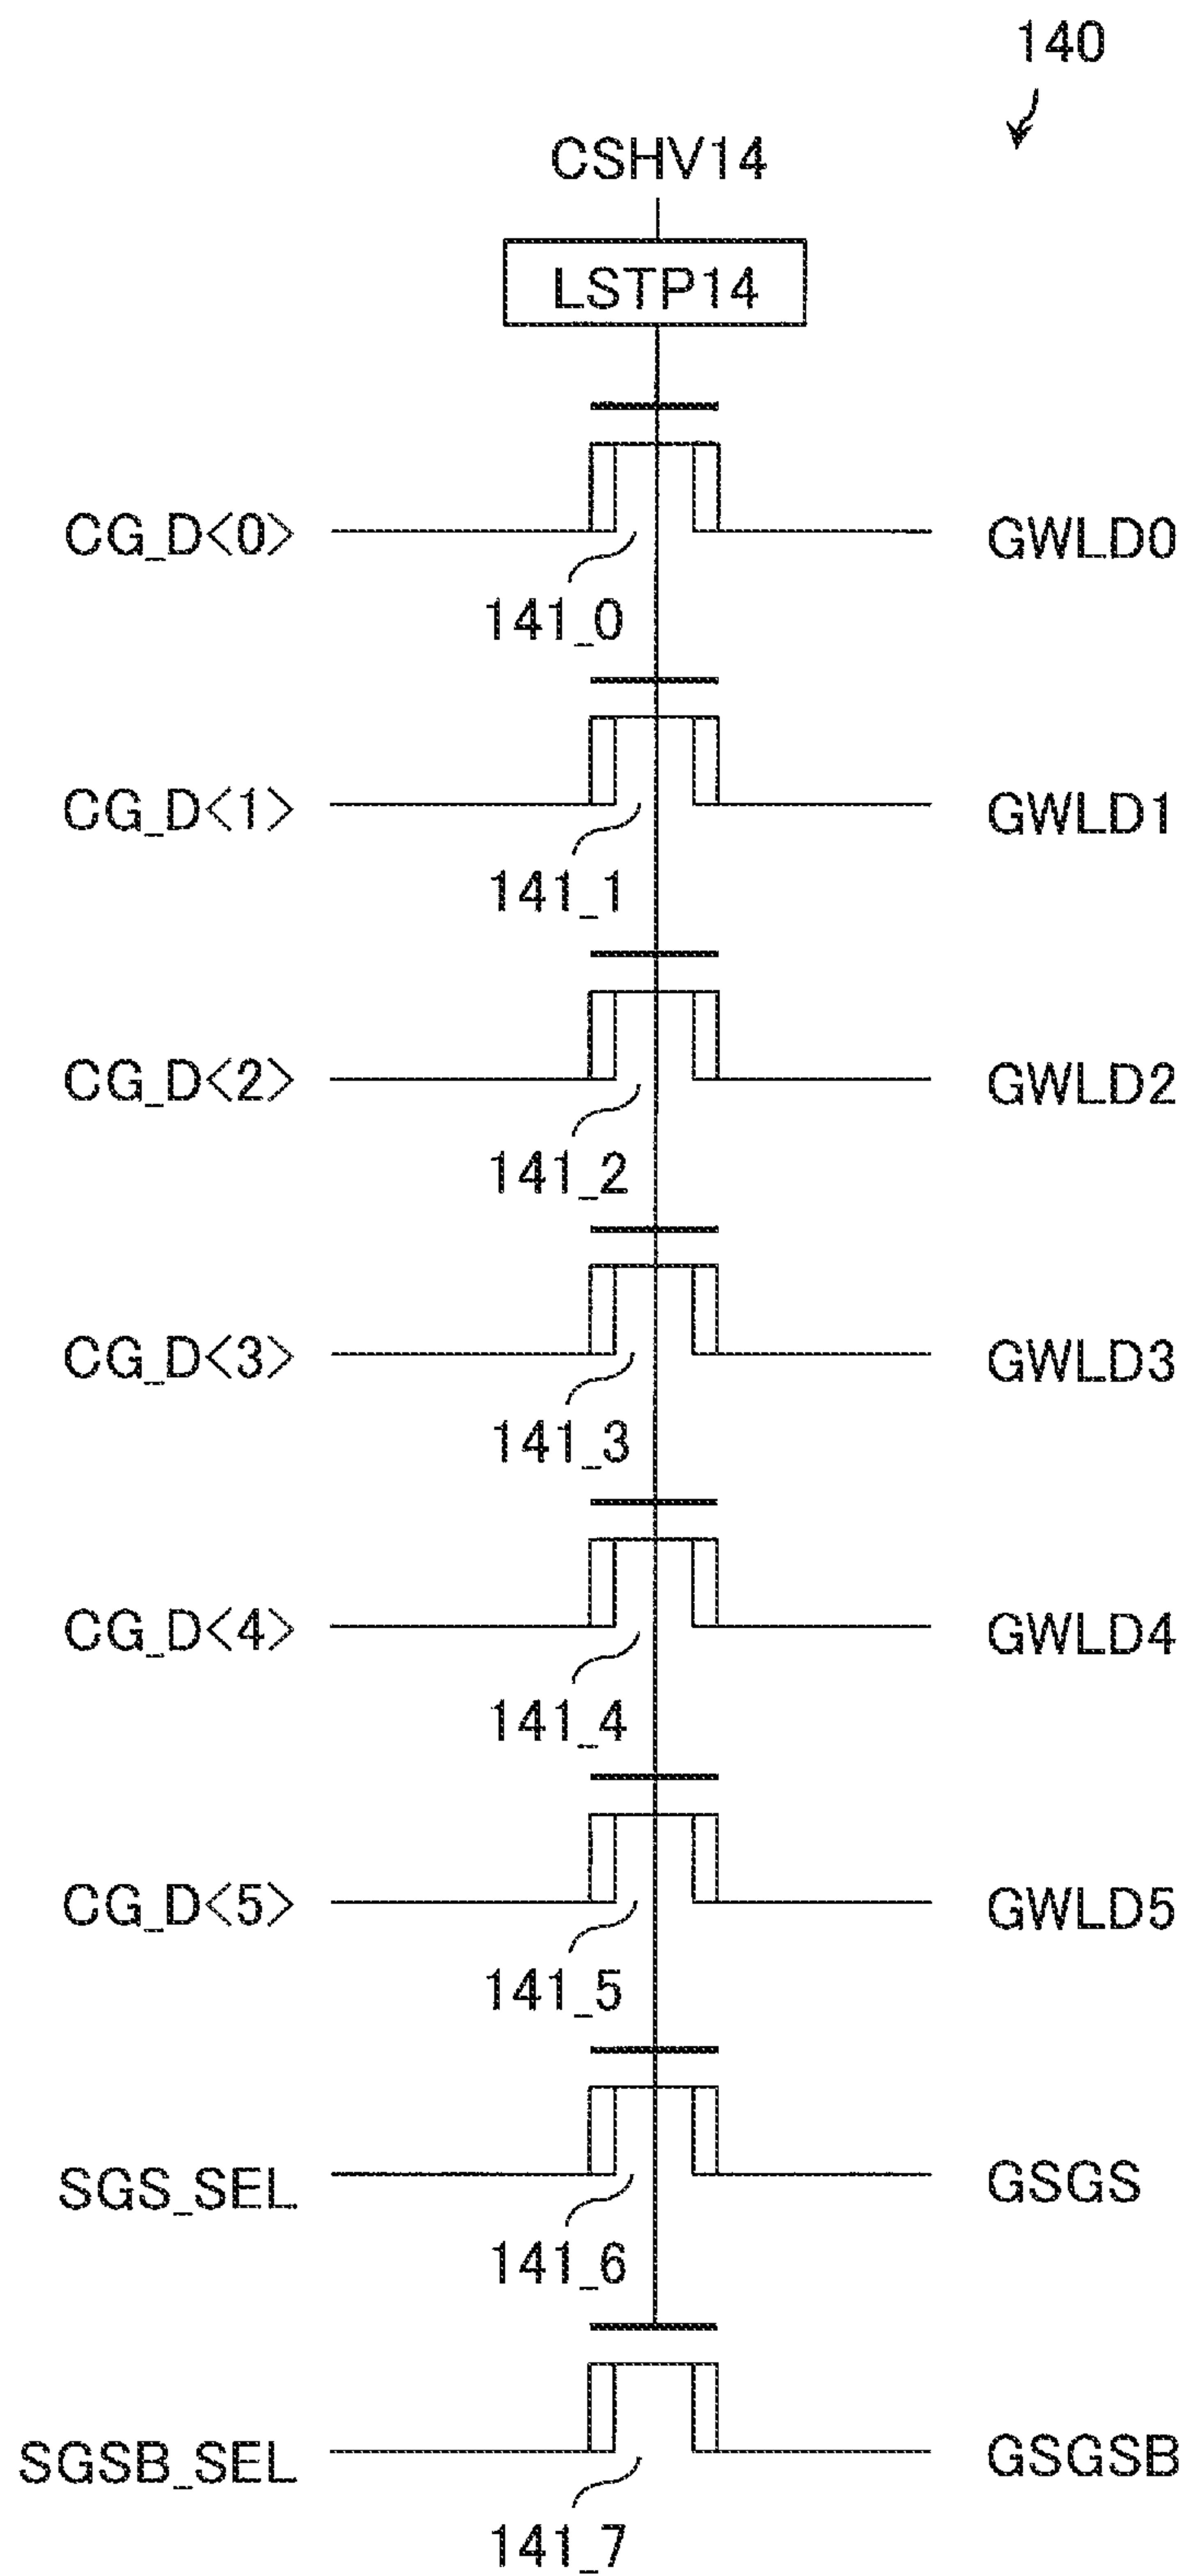 140
CSHV14
LSTP14
CG_D<0> GWLD0
141_0
CG_D<1> GWLD1
141_1
CG_D<2> GWLD2
141_2
CG_D<3> GWLD3
141_3
CG_D<4> GWLD4
141_4
CG_D<5> GWLD5
141_5
SGS_SEL GSGS
141_6
SGSB_SEL GSGSB
141_7